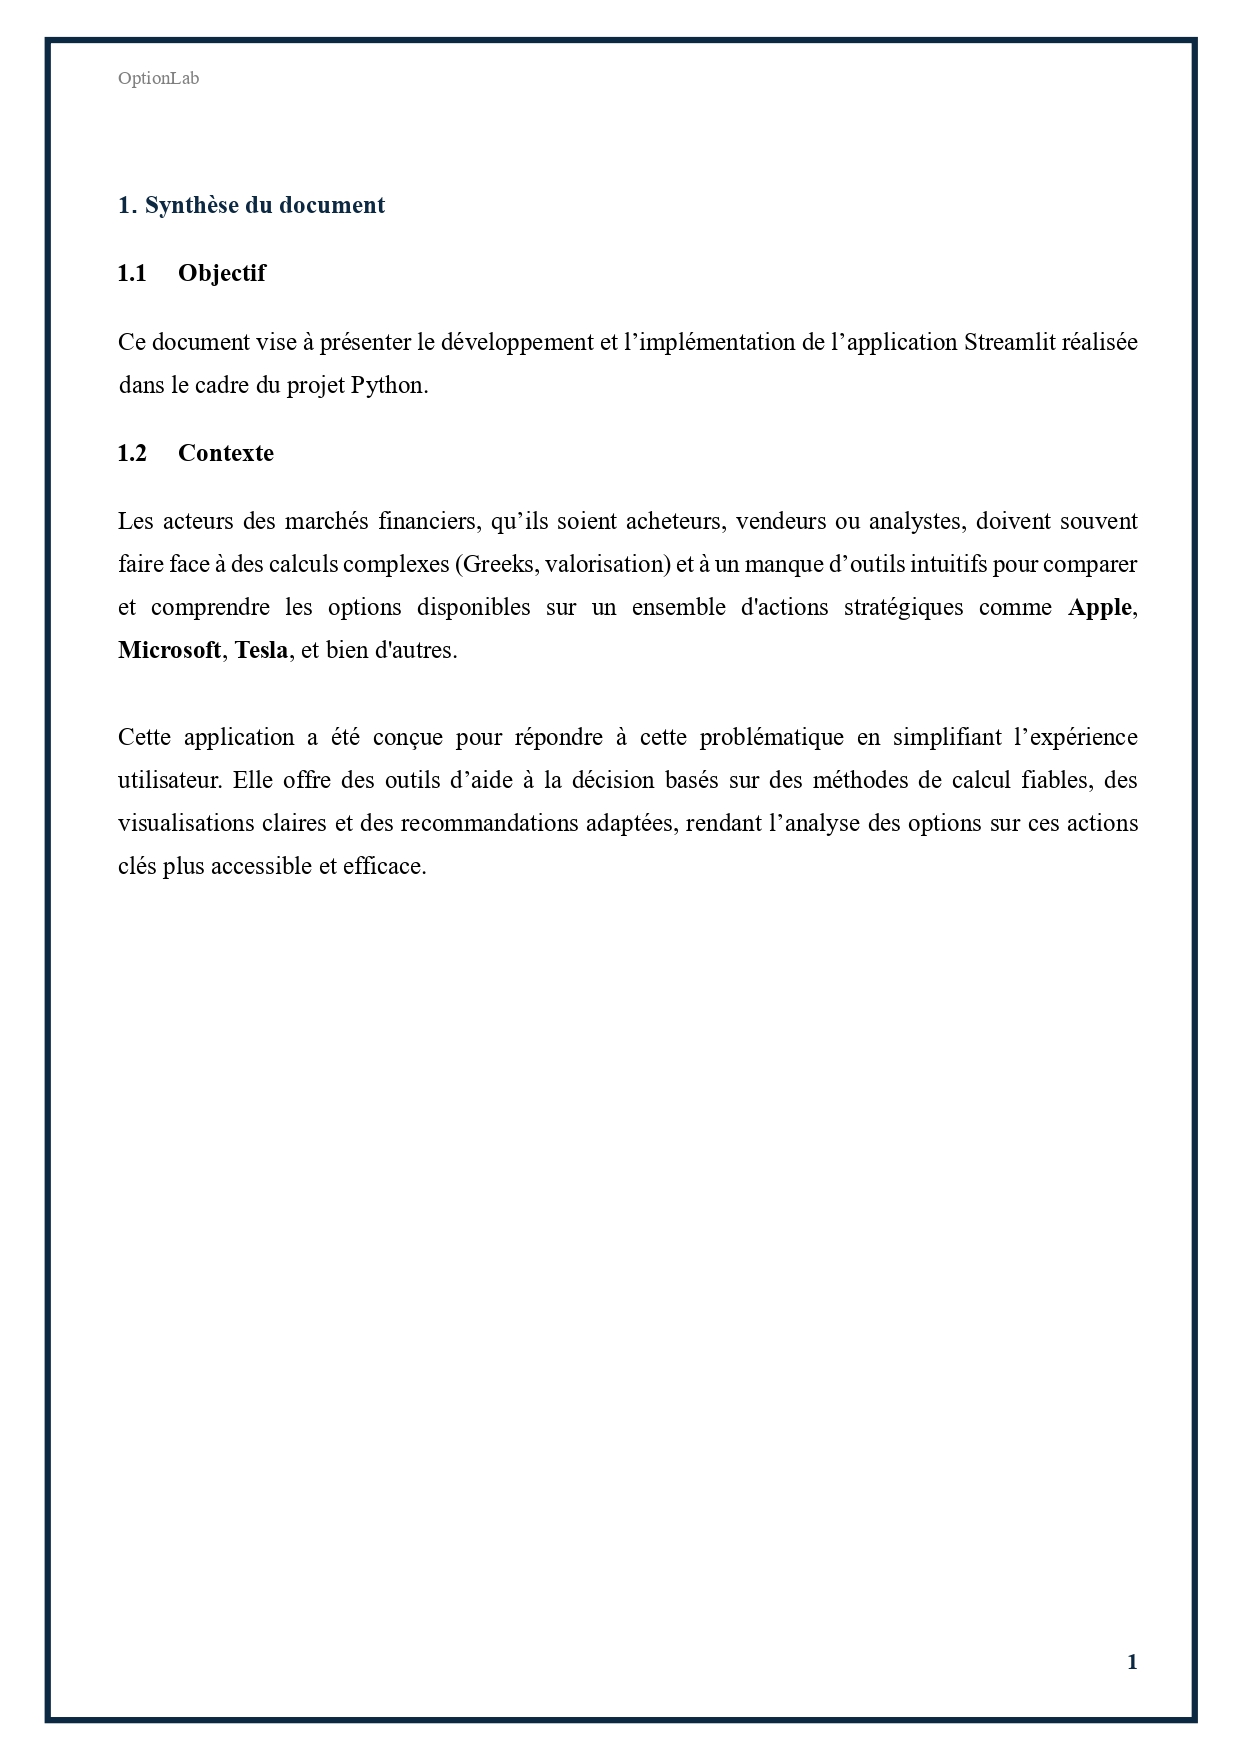 OptionLab
1. Synthèse du document
1.1 Objectif
Ce document vise à présenter le développement et l’implémentation de l’application Streamlit réalisée
dans le cadre du projet Python.
1.2 Contexte
Les acteurs des marchés financiers, qu’ils soient acheteurs, vendeurs ou analystes, doivent souvent
faire face à des calculs complexes (Greeks, valorisation) et à un manque d’outils intuitifs pour comparer
et comprendre les options disponibles sur un ensemble d'actions stratégiques comme Apple,
Microsoft, Tesla, et bien d'autres.
Cette application a été conçue pour répondre à cette problématique en simplifiant l’expérience
utilisateur. Elle offre des outils d’aide à la décision basés sur des méthodes de calcul fiables, des
visualisations claires et des recommandations adaptées, rendant l’analyse des options sur ces actions
clés plus accessible et efficace.
1